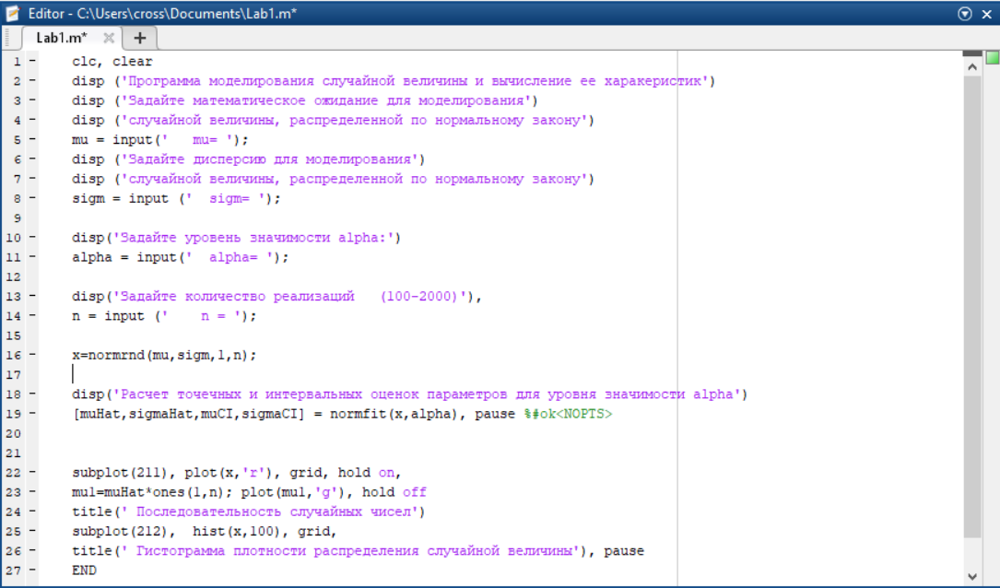 Editor - C:\Users\cross\Documents\Lab1.m*
Lab1.m* × +
1 - clc, clear
2 - disp ('Программа моделирования случайной величины и вычисление ее характеристик')
3 - disp ('Задайте математическое ожидание для моделирования')
4 - disp ('случайной величины, распределенной по нормальному закону')
5 - mu = input('   mu= ');
6 - disp ('Задайте дисперсию для моделирования')
7 - disp ('случайной величины, распределенной по нормальному закону')
8 - sigm = input ('  sigm= ');
9
10 - disp('Задайте уровень значимости alpha:')
11 - alpha = input('  alpha= ');
12
13 - disp('Задайте количество реализаций   (100-2000)'),
14 - n = input ('    n = ');
15
16 - x=normrnd(mu,sigm,1,n);
17
18 - disp('Расчет точечных и интервальных оценок параметров для уровня значимости alpha')
19 - [muHat,sigmaHat,muCI,sigmaCI] = normfit(x,alpha), pause %#ok<NOPTS>
20
21
22 - subplot(211), plot(x,'r'), grid, hold on,
23 - mu1=muHat*ones(1,n); plot(mu1,'g'), hold off
24 - title(' Последовательность случайных чисел')
25 - subplot(212),  hist(x,100), grid,
26 - title(' Гистограмма плотности распределения случайной величины'), pause
27 - END